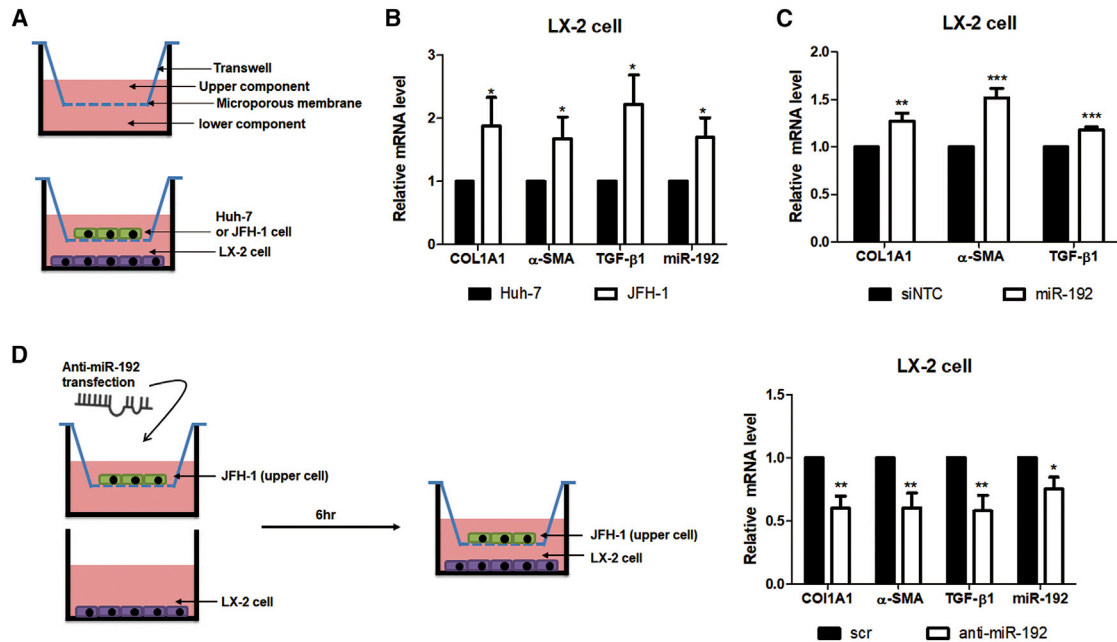 A
Transwell
Upper component
Microporous membrane
lower component
Huh-7
or JFH-1 cell
LX-2 cell
B
LX-2 cell
Relative mRNA level
3
2
1
0
*
*
*
*
COL1A1
α-SMA
TGF-β1
miR-192
Huh-7
JFH-1
C
LX-2 cell
Relative mRNA level
2.0
1.5
1.0
0.5
0.0
**
***
***
COL1A1
α-SMA
TGF-β1
siNTC
miR-192
D
Anti-miR-192
transfection
JFH-1 (upper cell)
LX-2 cell
6hr
JFH-1 (upper cell)
LX-2 cell
LX-2 cell
Relative mRNA level
1.5
1.0
0.5
0.0
**
**
**
*
COl1A1
α-SMA
TGF-β1
miR-192
scr
anti-miR-192